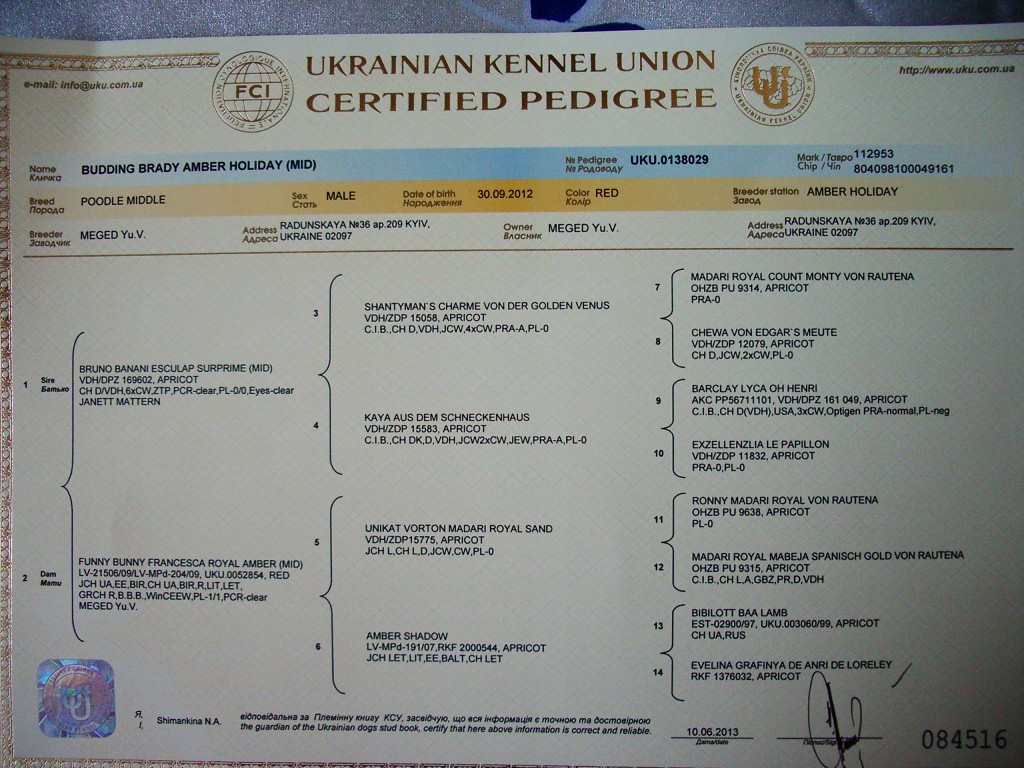 UKRAINIAN KENNEL UNION
CERTIFIED PEDIGREE
e-mail: info@uku.com.ua
http://www.uku.com.ua
FCI
Name BUDDING BRADY AMBER HOLIDAY (MID) № Pedigree UKU.0138029 Mark / Тавро 112953
Кличка № Родоводу Chip / Чіп 804098100049161
Breed POODLE MIDDLE Sex MALE Date of birth 30.09.2012 Color RED Breeder station AMBER HOLIDAY
Порода Стать Народження Колір Завод
Breeder MEGED Yu.V. Address RADUNSKAYA №36 ap.209 KYIV, Owner MEGED Yu.V. Address RADUNSKAYA №36 ap.209 KYIV,
Заводчик Адреса UKRAINE 02097 Власник Адреса UKRAINE 02097
1 Sire Батько
BRUNO BANANI ESCULAP SURPRIME (MID)
VDH/DPZ 169602, APRICOT
CH D/VDH,6xCW,ZTP,PCR-clear,PL-0/0,Eyes-clear
JANETT MATTERN
2 Dam Мати
FUNNY BUNNY FRANCESCA ROYAL AMBER (MID)
LV-21506/09/LV-MPd-204/09, UKU.0052854, RED
JCH UA,EE,BIR,CH UA,BIR,R,LIT,LET,
GRCH R,B.B.B.,WinCEEW,PL-1/1,PCR-clear
MEGED Yu.V.
3
SHANTYMAN`S CHARME VON DER GOLDEN VENUS
VDH/ZDP 15058, APRICOT
C.I.B.,CH D,VDH,JCW,4xCW,PRA-A,PL-0
4
KAYA AUS DEM SCHNECKENHAUS
VDH/ZDP 15583, APRICOT
C.I.B.,CH DK,D,VDH,JCW2xCW,JEW,PRA-A,PL-0
5
UNIKAT VORTON MADARI ROYAL SAND
VDH/ZDP15775, APRICOT
JCH L,CH L,D,JCW,CW,PL-0
6
AMBER SHADOW
LV-MPd-191/07,RKF 2000544, APRICOT
JCH LET,LIT,EE,BALT,CH LET
7
MADARI ROYAL COUNT MONTY VON RAUTENA
OHZB PU 9314, APRICOT
PRA-0
8
CHEWA VON EDGAR`S MEUTE
VDH/ZDP 12079, APRICOT
CH D,JCW,2xCW,PL-0
9
BARCLAY LYCA OH HENRI
AKC PP56711101, VDH/DPZ 161 049, APRICOT
C.I.B.,CH D(VDH),USA,3xCW,Optigen PRA-normal,PL-neg
10
EXZELLENZLIA LE PAPILLON
VDH/ZDP 11832, APRICOT
PRA-0,PL-0
11
RONNY MADARI ROYAL VON RAUTENA
OHZB PU 9638, APRICOT
PL-0
12
MADARI ROYAL MABEJA SPANISCH GOLD VON RAUTENA
OHZB PU 9315, APRICOT
C.I.B.,CH L,A,GBZ,PR,D,VDH
13
BIBILOTT BAA LAMB
EST-02900/97, UKU.003060/99, APRICOT
CH UA,RUS
14
EVELINA GRAFINYA DE ANRI DE LORELEY
RKF 1376032, APRICOT
Я, відповідальна за Племінну книгу КСУ, засвідчую, що вся інформація є точною та достовірною
I, Shimankina N.A. the guardian of the Ukrainian dogs stud book, certify that here above information is correct and reliable.
10.06.2013
Дата/date
084516